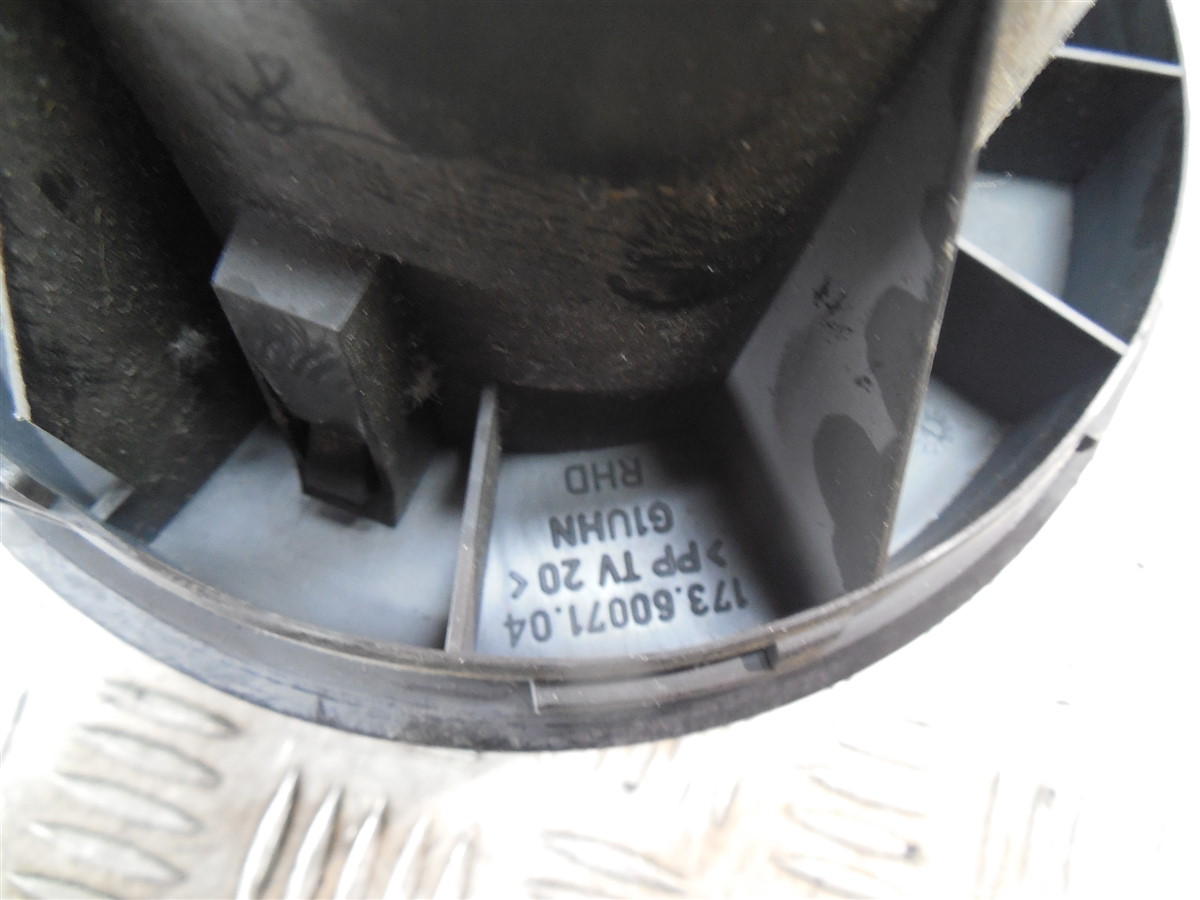 173.60071.04
>PP TV 20<
G1UHN
RHD